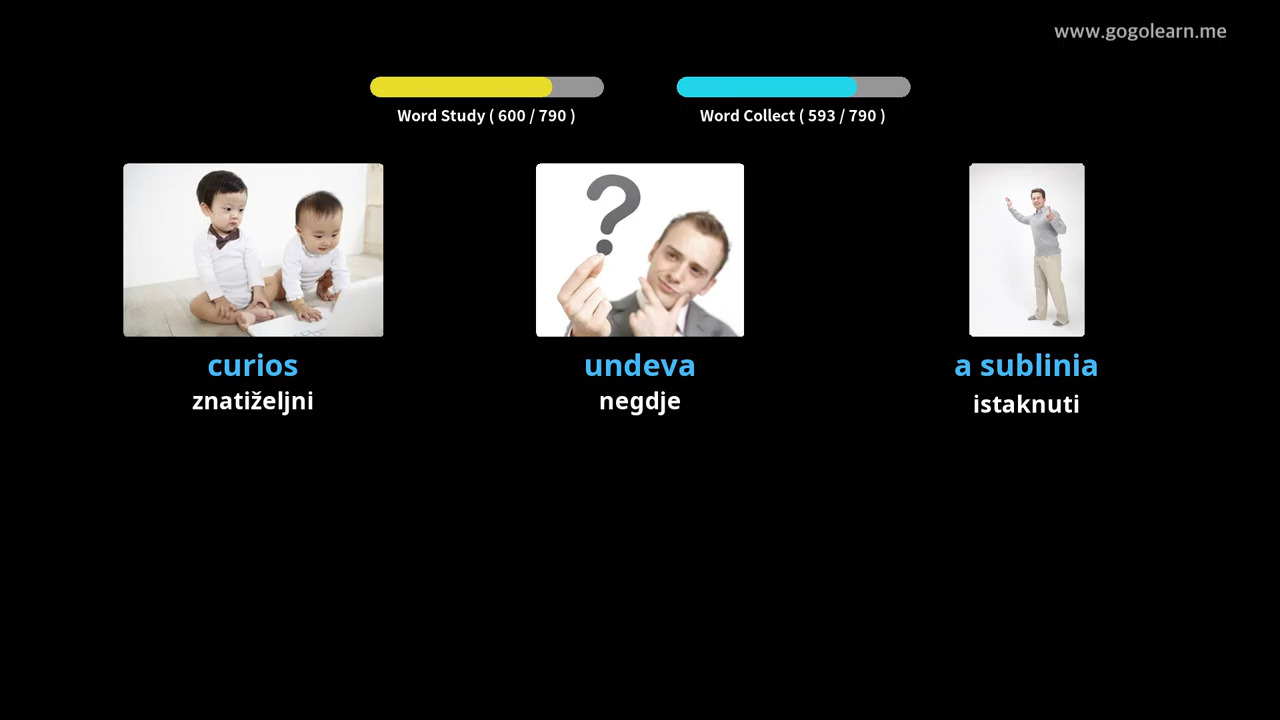 www.gogolearn.me
Word Study ( 600 / 790 )
Word Collect ( 593 / 790 )
curios
znatiželjni
undeva
negdje
a sublinia
istaknuti